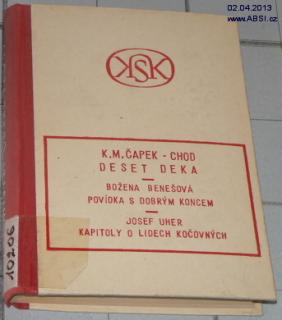 02.04.2013
www.ABSI.cz
KSK
K.M.ČAPEK - CHOD
DESET DEKA
BOŽENA BENEŠOVÁ
POVÍDKA S DOBRÝM KONCEM
JOSEF UHER
KAPITOLY O LIDECH KOČOVNÝCH
10206